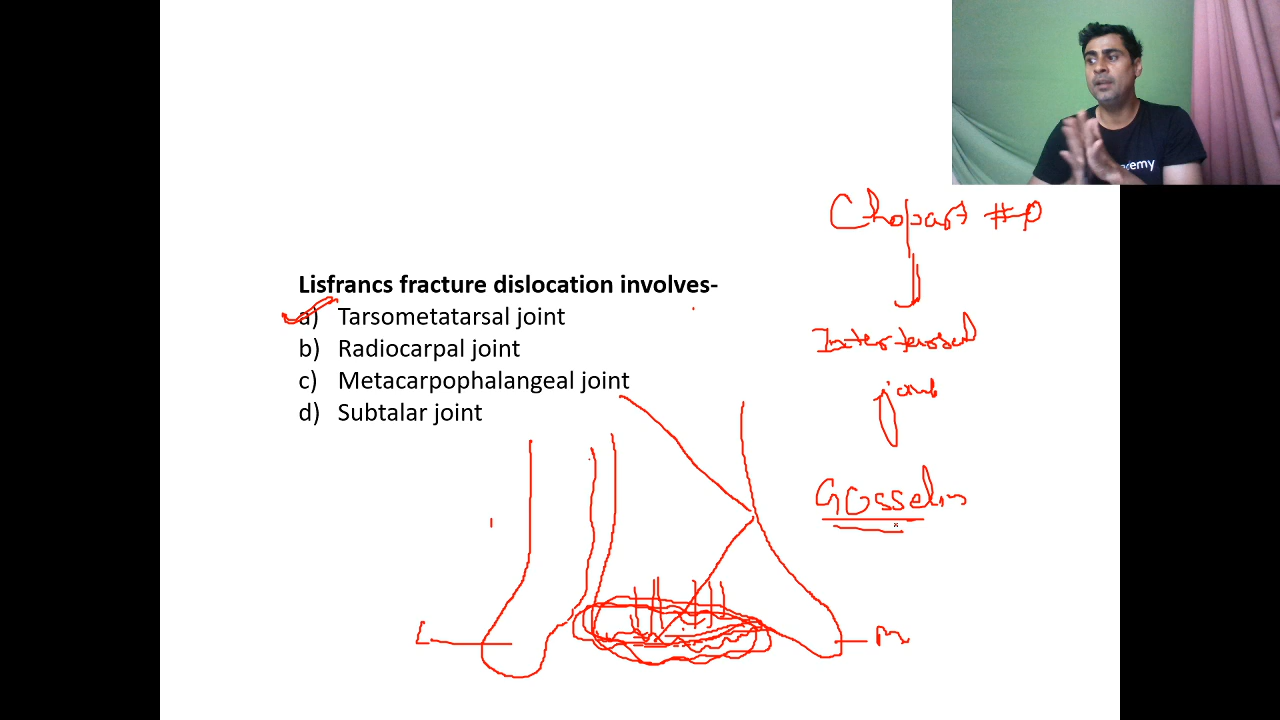 Lisfrancs fracture dislocation involves-
a) Tarsometatarsal joint
b) Radiocarpal joint
c) Metacarpophalangeal joint
d) Subtalar joint
Chopart #D
Intertarsal
joint
GOSSelin
L
M